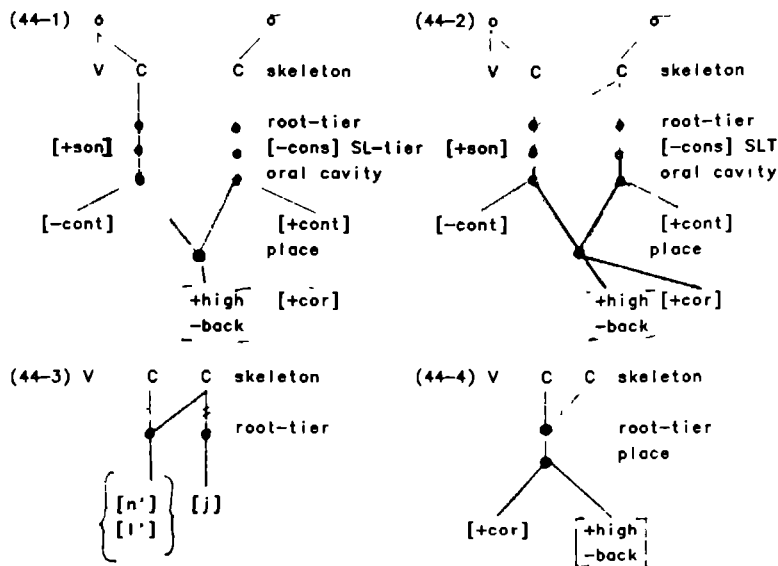 (44-1) σ σ (44-2) σ σ
V C C skeleton V C C skeleton
root-tier root-tier
[+son] [-cons] SL-tier [+son] [-cons] SLT
oral cavity oral cavity
[-cont] [+cont] [-cont] [+cont]
place place
[+high [+cor] [+high] [+cor]
-back -back
(44-3) V C C skeleton (44-4) V C C skeleton
root-tier root-tier
place
{[n'] [j] [+cor] [+high
[l']} -back]